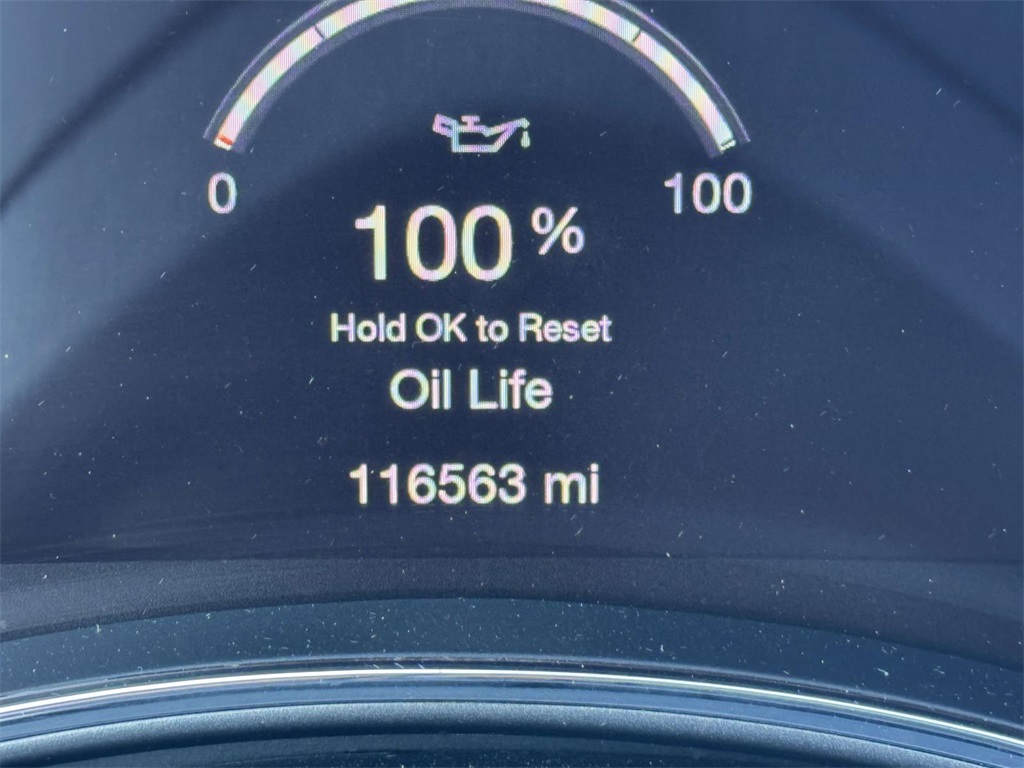 0 100
100 %
Hold OK to Reset
Oil Life
116563 mi